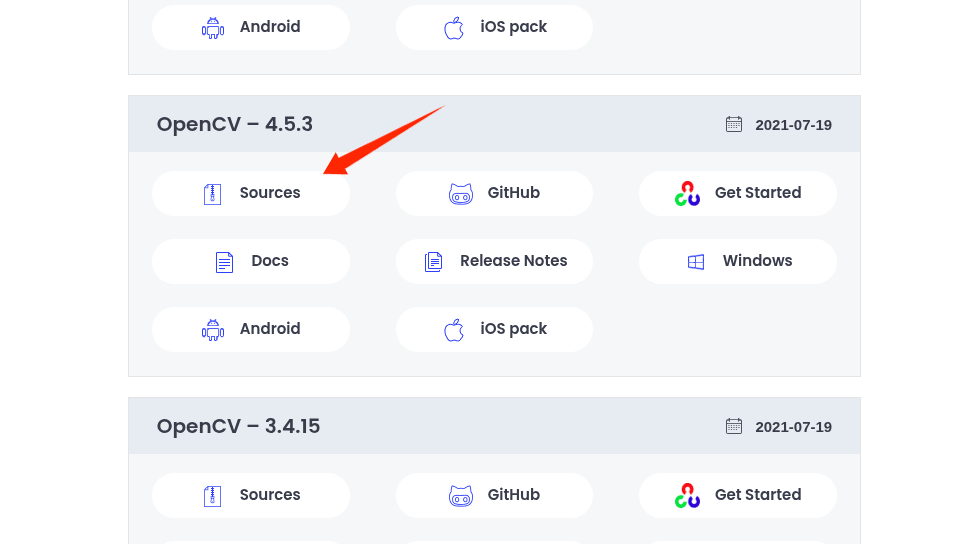 Android
iOS pack
OpenCV – 4.5.3
2021-07-19
Sources
GitHub
Get Started
Docs
Release Notes
Windows
Android
iOS pack
OpenCV – 3.4.15
2021-07-19
Sources
GitHub
Get Started